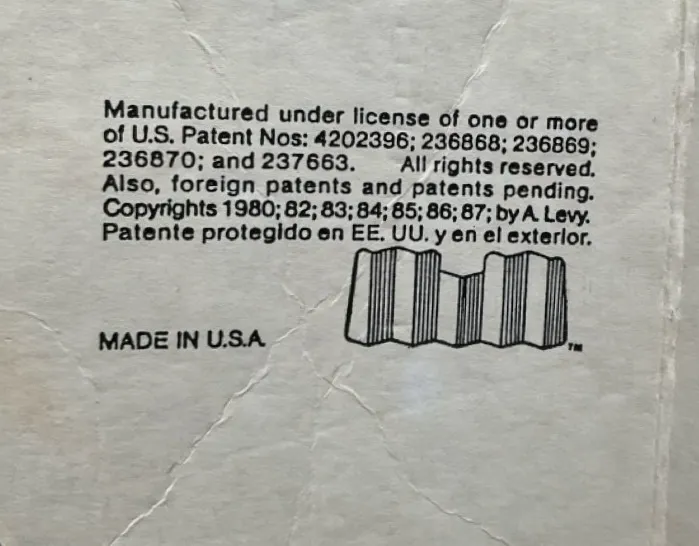 Manufactured under license of one or more
of U.S. Patent Nos: 4202396; 236868; 236869;
236870; and 237663. All rights reserved.
Also, foreign patents and patents pending.
Copyrights 1980; 82; 83; 84; 85; 86; 87; by A. Levy.
Patente protegido en EE. UU. y en el exterior.
MADE IN U.S.A
TM